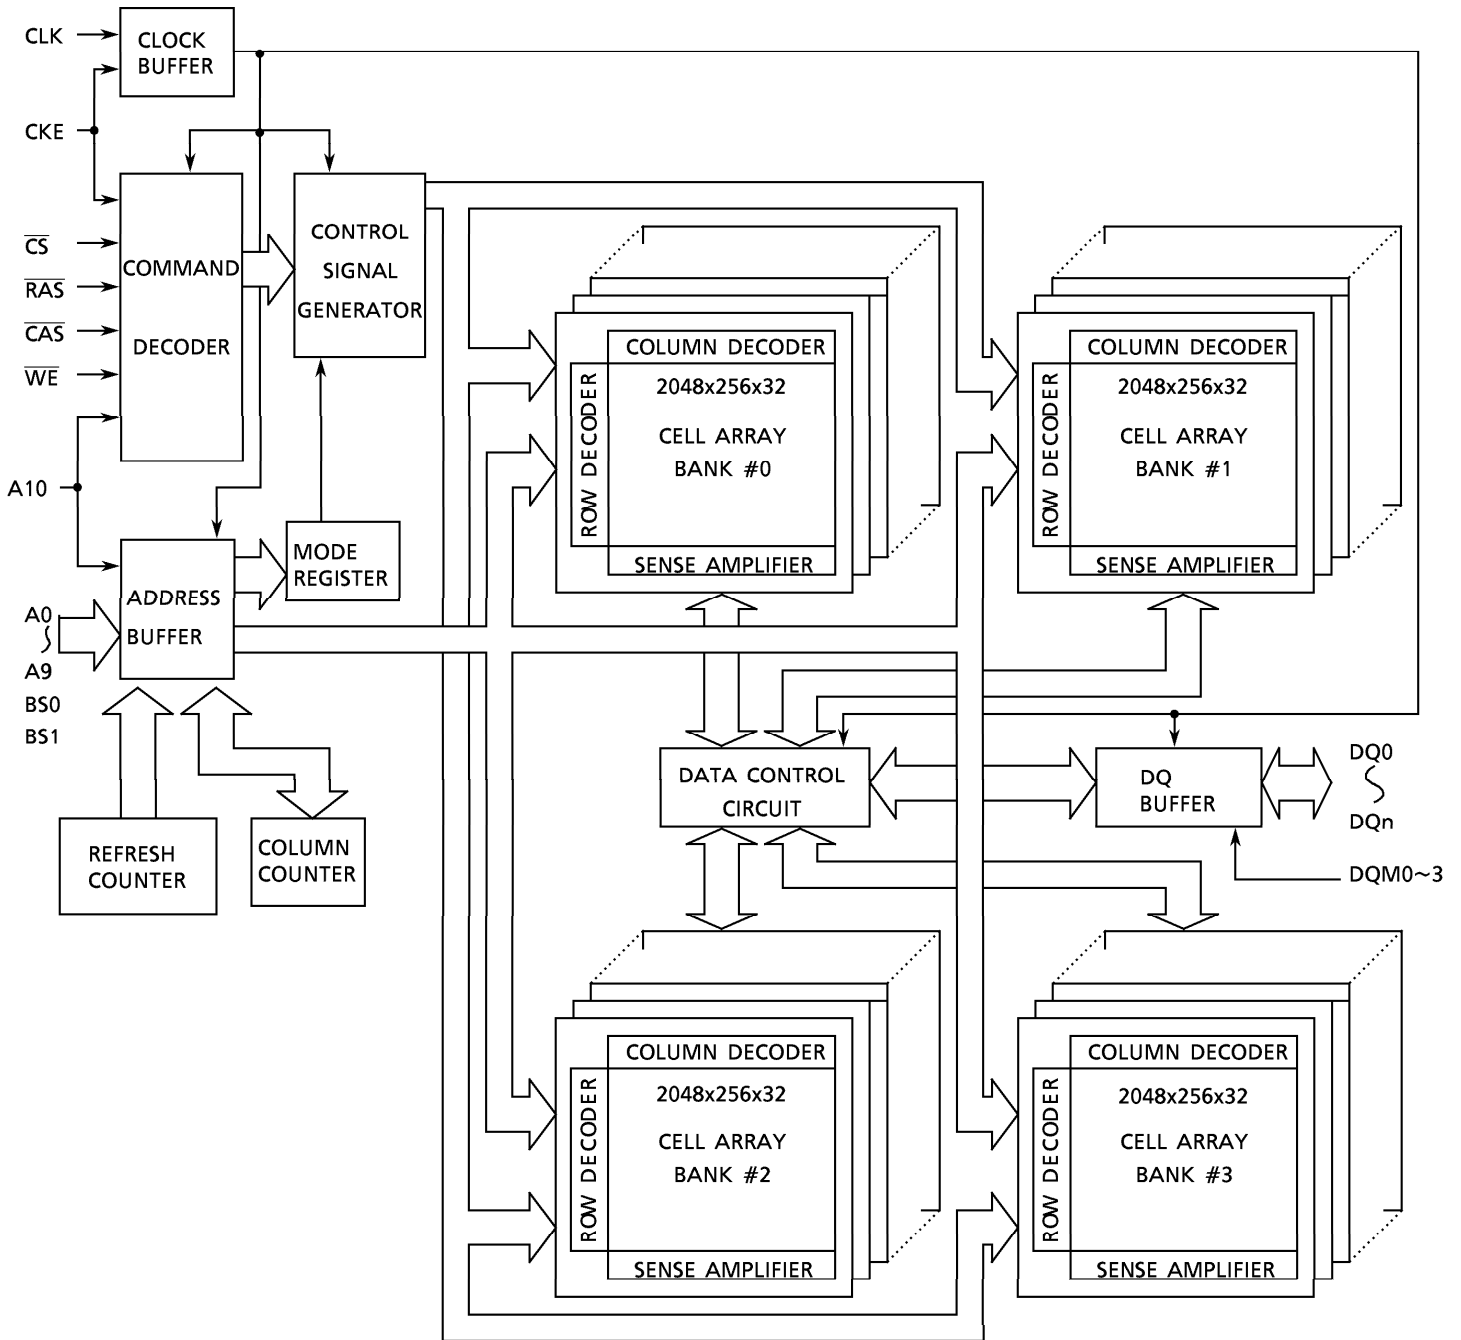 CLK
CLOCK
BUFFER
CKE
CS
RAS
CAS
WE
COMMAND
DECODER
CONTROL
SIGNAL
GENERATOR
A10
MODE
REGISTER
ADDRESS
BUFFER
A0
A9
BS0
BS1
REFRESH
COUNTER
COLUMN
COUNTER
COLUMN DECODER
ROW DECODER
2048x256x32
CELL ARRAY
BANK #0
SENSE AMPLIFIER
COLUMN DECODER
ROW DECODER
2048x256x32
CELL ARRAY
BANK #1
SENSE AMPLIFIER
DATA CONTROL
CIRCUIT
DQ
BUFFER
DQ0
DQn
DQM0~3
COLUMN DECODER
ROW DECODER
2048x256x32
CELL ARRAY
BANK #2
SENSE AMPLIFIER
COLUMN DECODER
ROW DECODER
2048x256x32
CELL ARRAY
BANK #3
SENSE AMPLIFIER